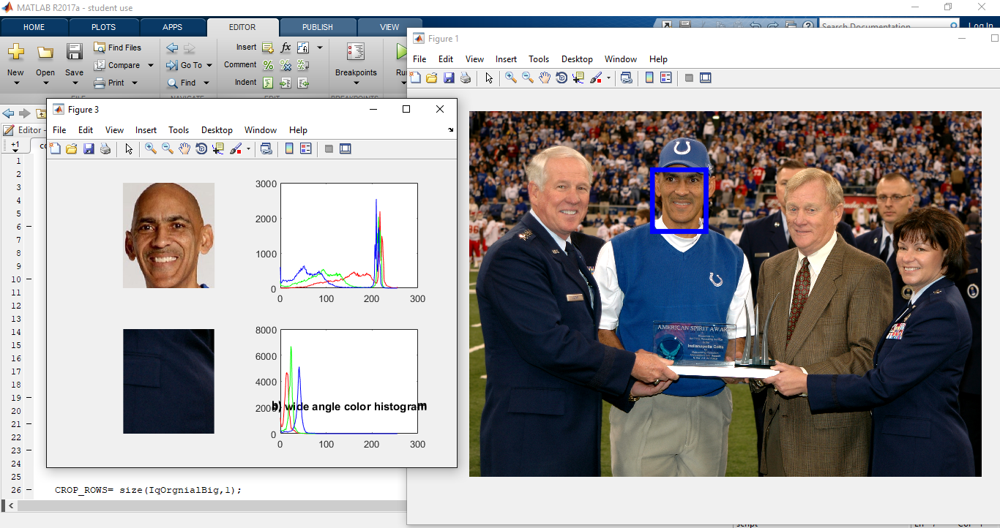 MATLAB R2017a - student use
HOME PLOTS APPS EDITOR PUBLISH VIEW
Search Documentation
Log In
New Open Save
Find Files
Compare
Print
Go To
Find
Insert
Comment
Indent
Breakpoints
Editor -
+1
1
2
3
4
5
6
7
8
9
10
11
12
13
14
15
16
17
18
19
20
21
22
23
24
25
26 CROP_ROWS= size(IqOrgnialBig,1);
Figure 3
File Edit View Insert Tools Desktop Window Help
3000
2000
1000
0
0 100 200 300
8000
6000
4000
2000
0
b) wide angle color histogram
0 100 200 300
Figure 1
File Edit View Insert Tools Desktop Window Help
AMERICAN SPIRIT AWARD
Indianapolis Colts
script